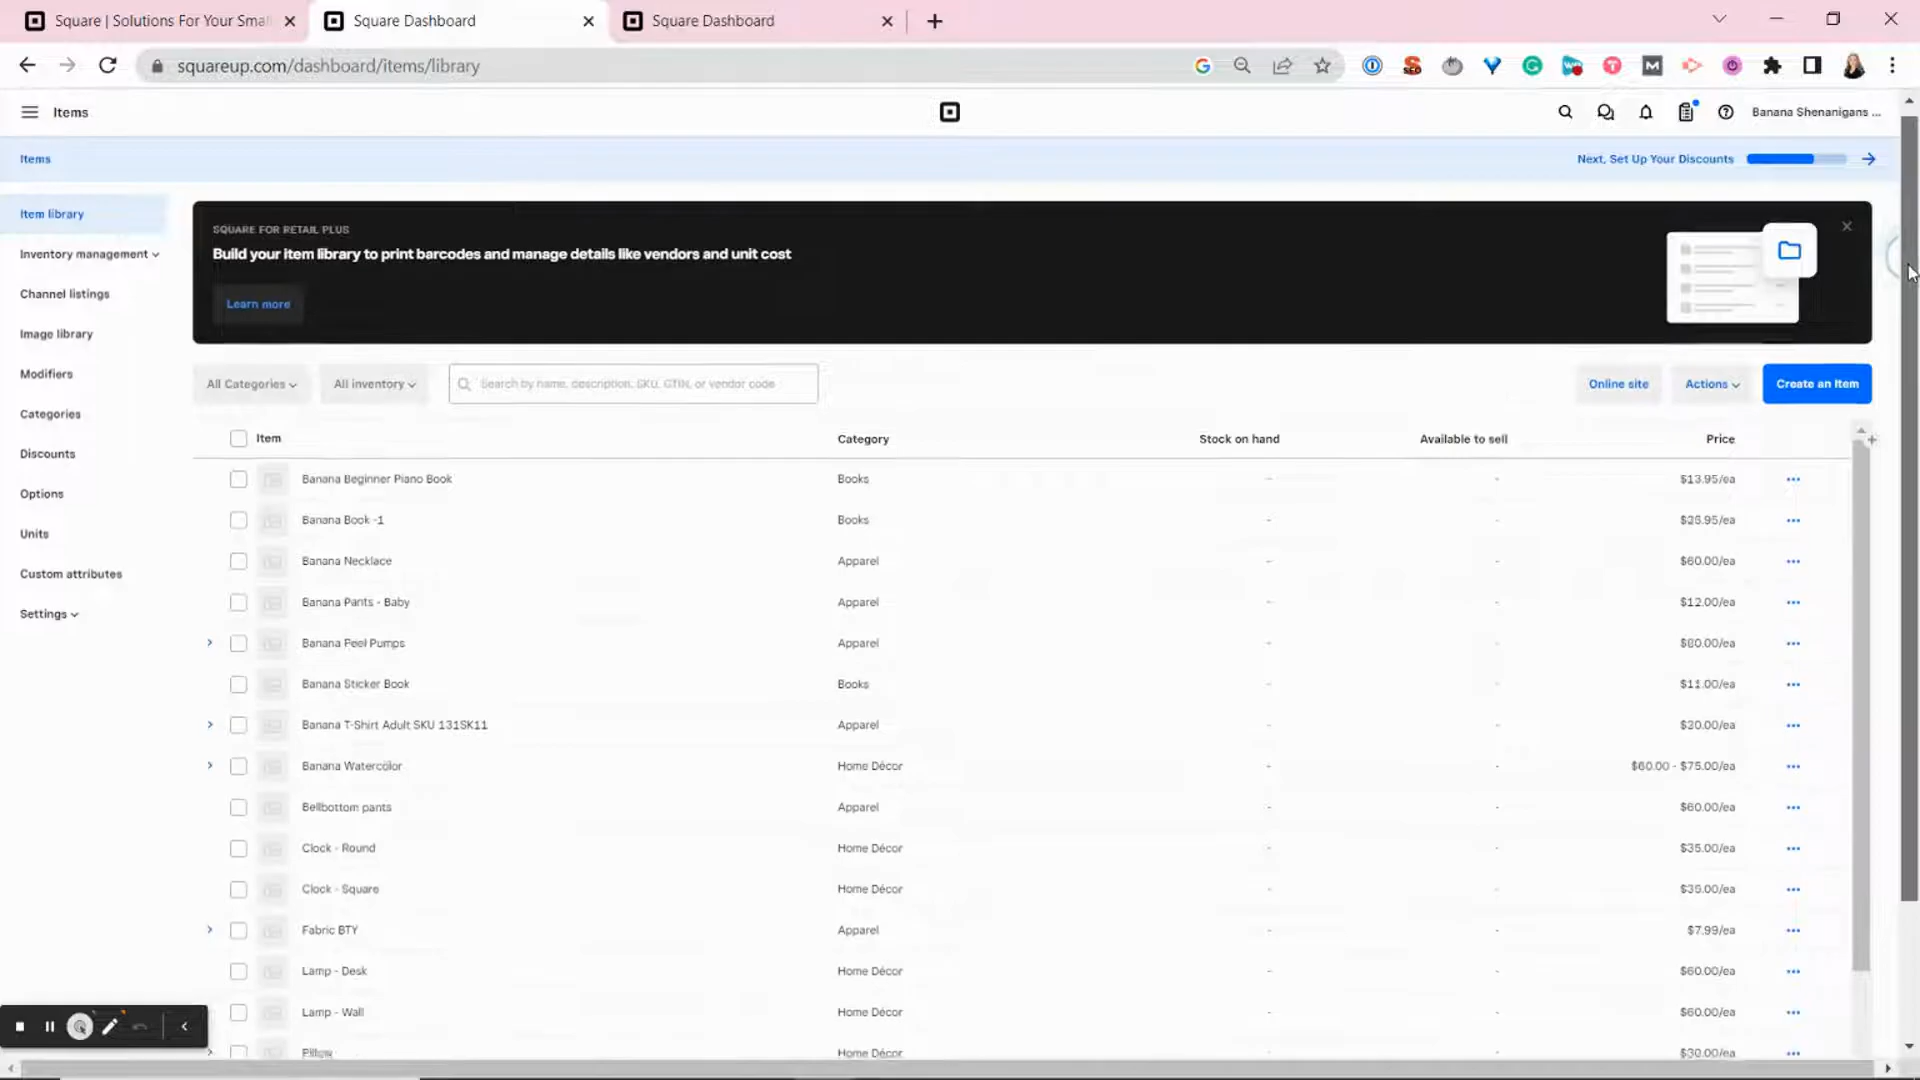 Square | Solutions For Your Smal
Square Dashboard
Square Dashboard
squareup.com/dashboard/items/library
Items
Banana Shenanigans ...
Items
Next, Set Up Your Discounts
Item library
Inventory management
Channel listings
Image library
Modifiers
Categories
Discounts
Options
Units
Custom attributes
Settings
SQUARE FOR RETAIL PLUS
Build your item library to print barcodes and manage details like vendors and unit cost
Learn more
All Categories
All inventory
Search by name, description, SKU, GTIN, or vendor code
Online site
Actions
Create an Item
Item Category Stock on hand Available to sell Price
Banana Beginner Piano Book Books - - $13.95/ea
Banana Book -1 Books - - /ea
Banana Necklace Apparel - - $60.00/ea
Banana Pants - Baby Apparel - - $12.00/ea
Banana Peel Pumps Apparel - - /ea
Banana Sticker Book Books - - $11.00/ea
Banana T-Shirt Adult SKU 131SK11 Apparel - - /ea
Banana Watercolor Home Décor - - $60.00 - $75.00/ea
Bellbottom pants Apparel - - $60.00/ea
Clock - Round Home Décor - - $35.00/ea
Clock - Square Home Décor - - $35.00/ea
Fabric BTY Apparel - - $7.99/ea
Lamp - Desk Home Décor - - $60.00/ea
Lamp - Wall Home Décor - - $60.00/ea
Pillow Home Décor - - $30.00/ea